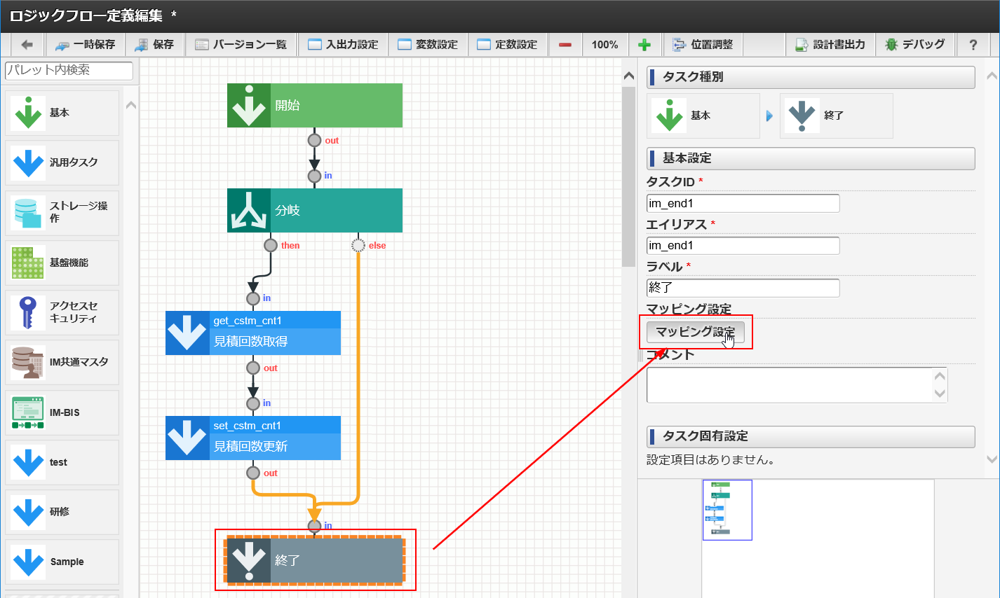 ロジックフロー定義編集 *
一時保存
保存
バージョン一覧
入出力設定
変数設定
定数設定
100%
位置調整
設計書出力
デバッグ
?
パレット内検索
基本
汎用タスク
ストレージ操
作
基盤機能
アクセスセ
キュリティ
IM共通マスタ
IM-BIS
test
研修
Sample
開始
out
in
分岐
then
else
in
get_cstm_cnt1
見積回数取得
out
in
set_cstm_cnt1
見積回数更新
out
in
終了
タスク種別
基本
終了
基本設定
タスクID *
im_end1
エイリアス *
im_end1
ラベル *
終了
マッピング設定
マッピング設定
コメント
タスク固有設定
設定項目はありません。